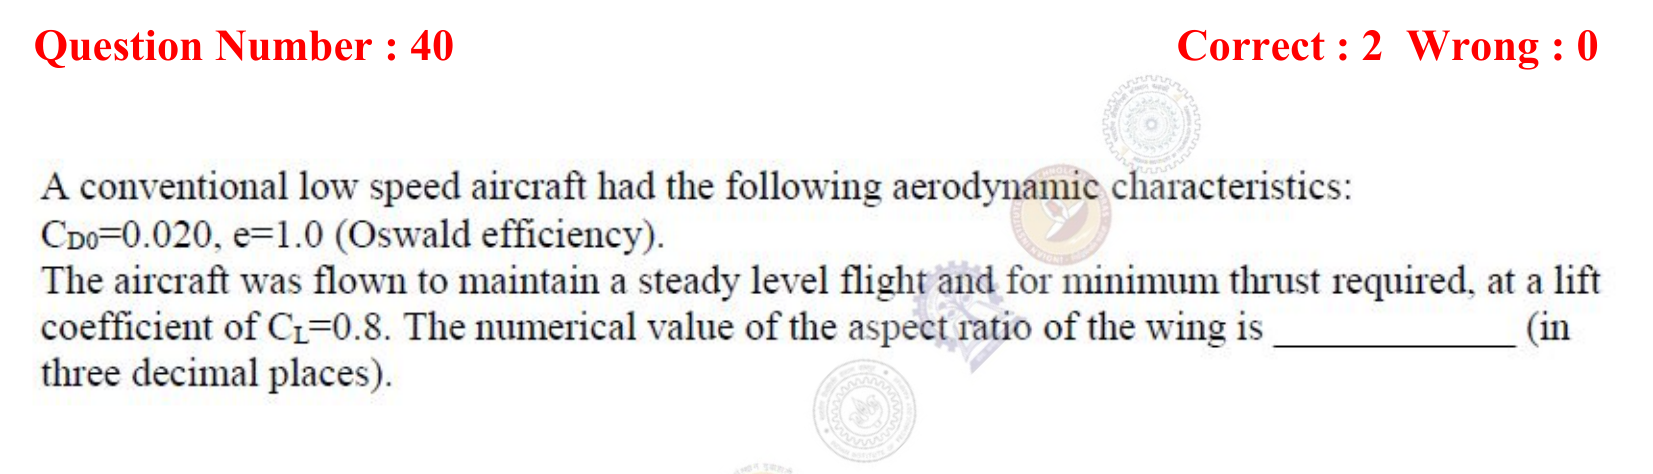 Question Number : 40 Correct : 2 Wrong : 0
A conventional low speed aircraft had the following aerodynamic characteristics:
CD0=0.020, e=1.0 (Oswald efficiency).
The aircraft was flown to maintain a steady level flight and for minimum thrust required, at a lift
coefficient of CL=0.8. The numerical value of the aspect ratio of the wing is ____________ (in
three decimal places).